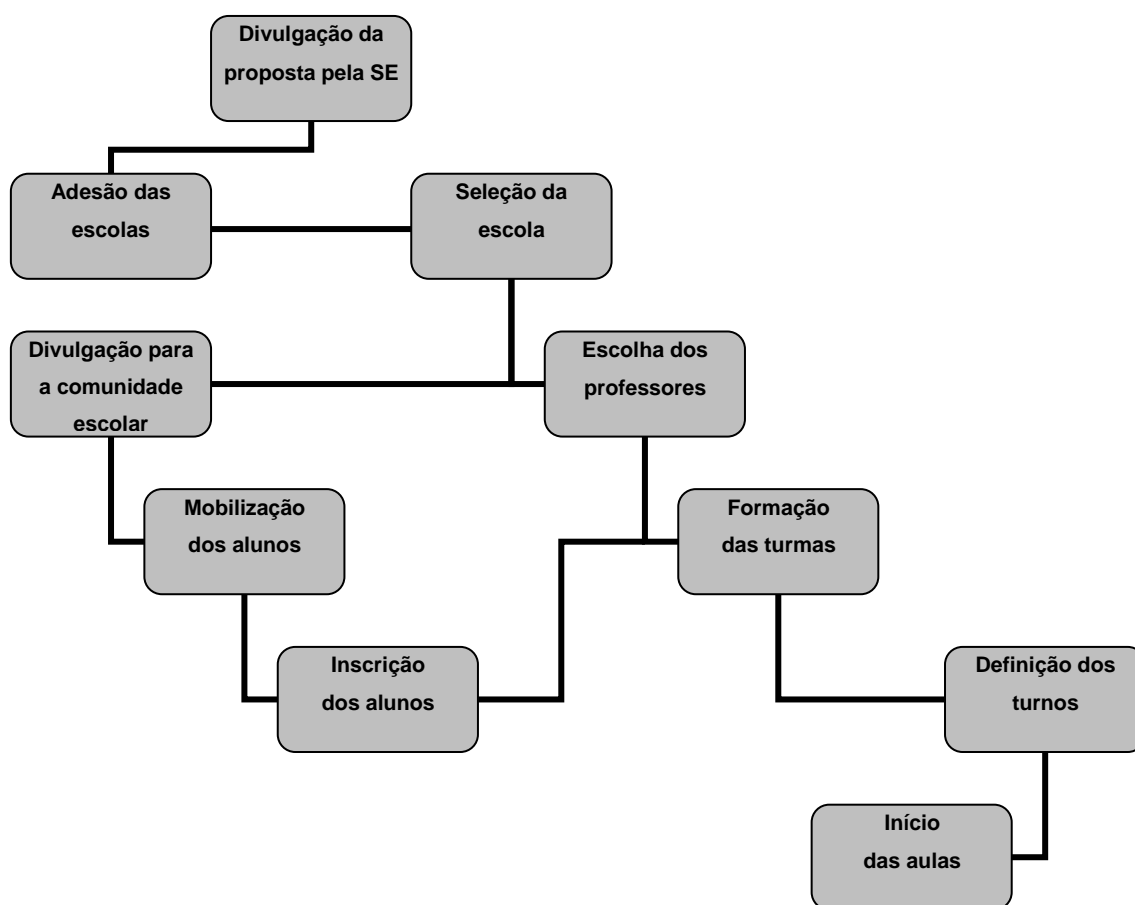 Divulgação da
proposta pela SE
Adesão das
escolas
Seleção da
escola
Divulgação para
a comunidade
escolar
Escolha dos
professores
Mobilização
dos alunos
Formação
das turmas
Inscrição
dos alunos
Definição dos
turnos
Início
das aulas